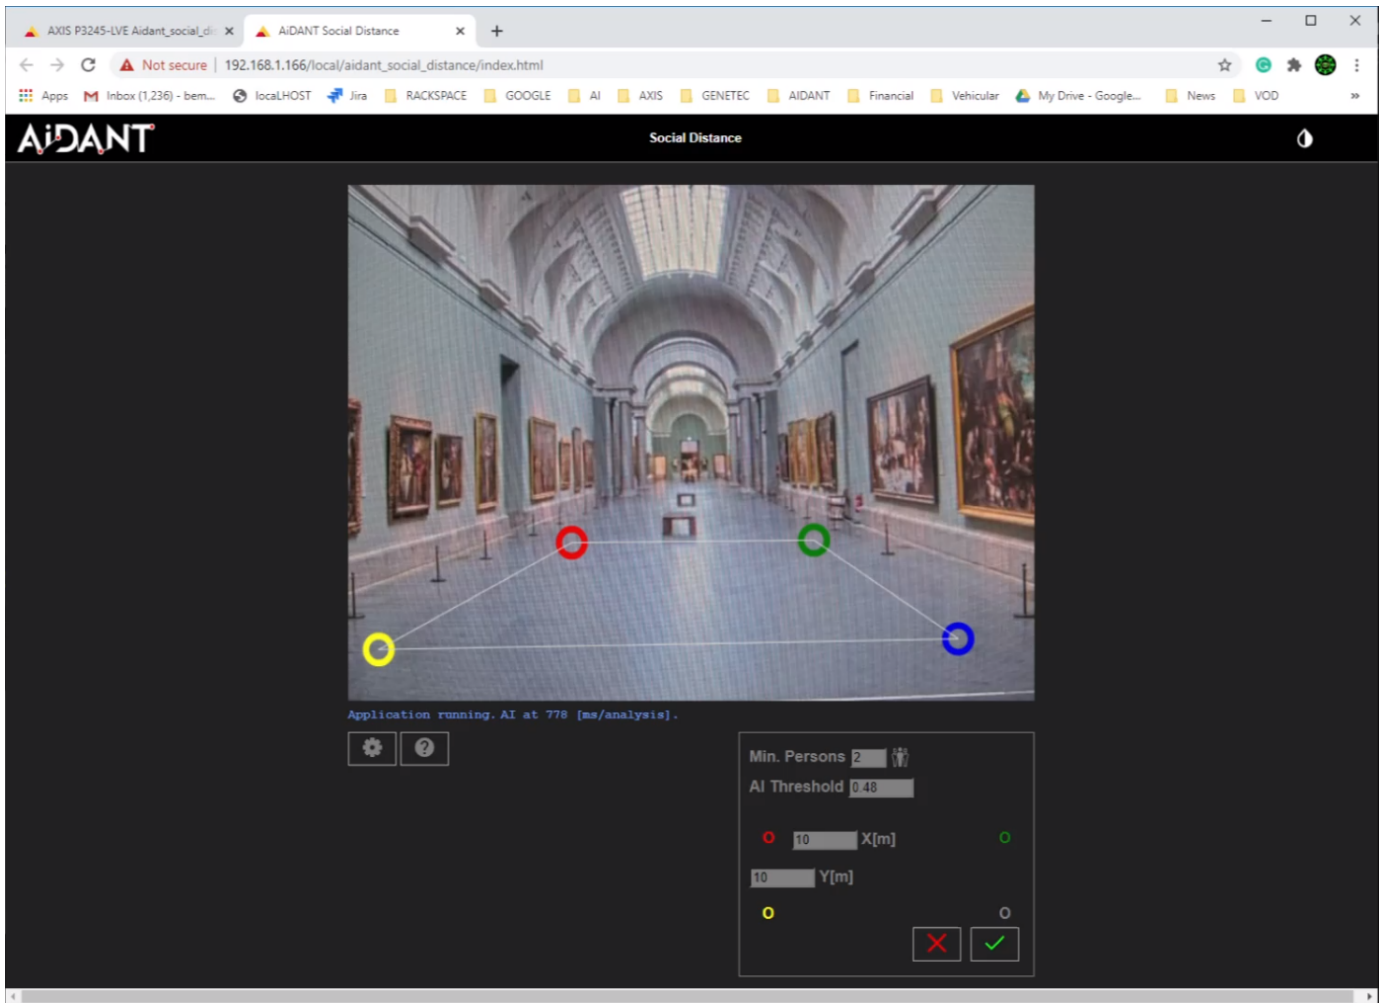 AXIS P3245-LVE Aidant_social_di
AiDANT Social Distance
Not secure | 192.168.1.166/local/aidant_social_distance/index.html
Apps Inbox (1,236) - bem... locaLHOST Jira RACKSPACE GOOGLE AI AXIS GENETEC AIDANT Financial Vehicular My Drive - Google... News VOD »
AiDANT Social Distance
Application running. AI at 778 [ms/analysis].
Min. Persons 2
AI Threshold 0.48
10 X[m]
10 Y[m]